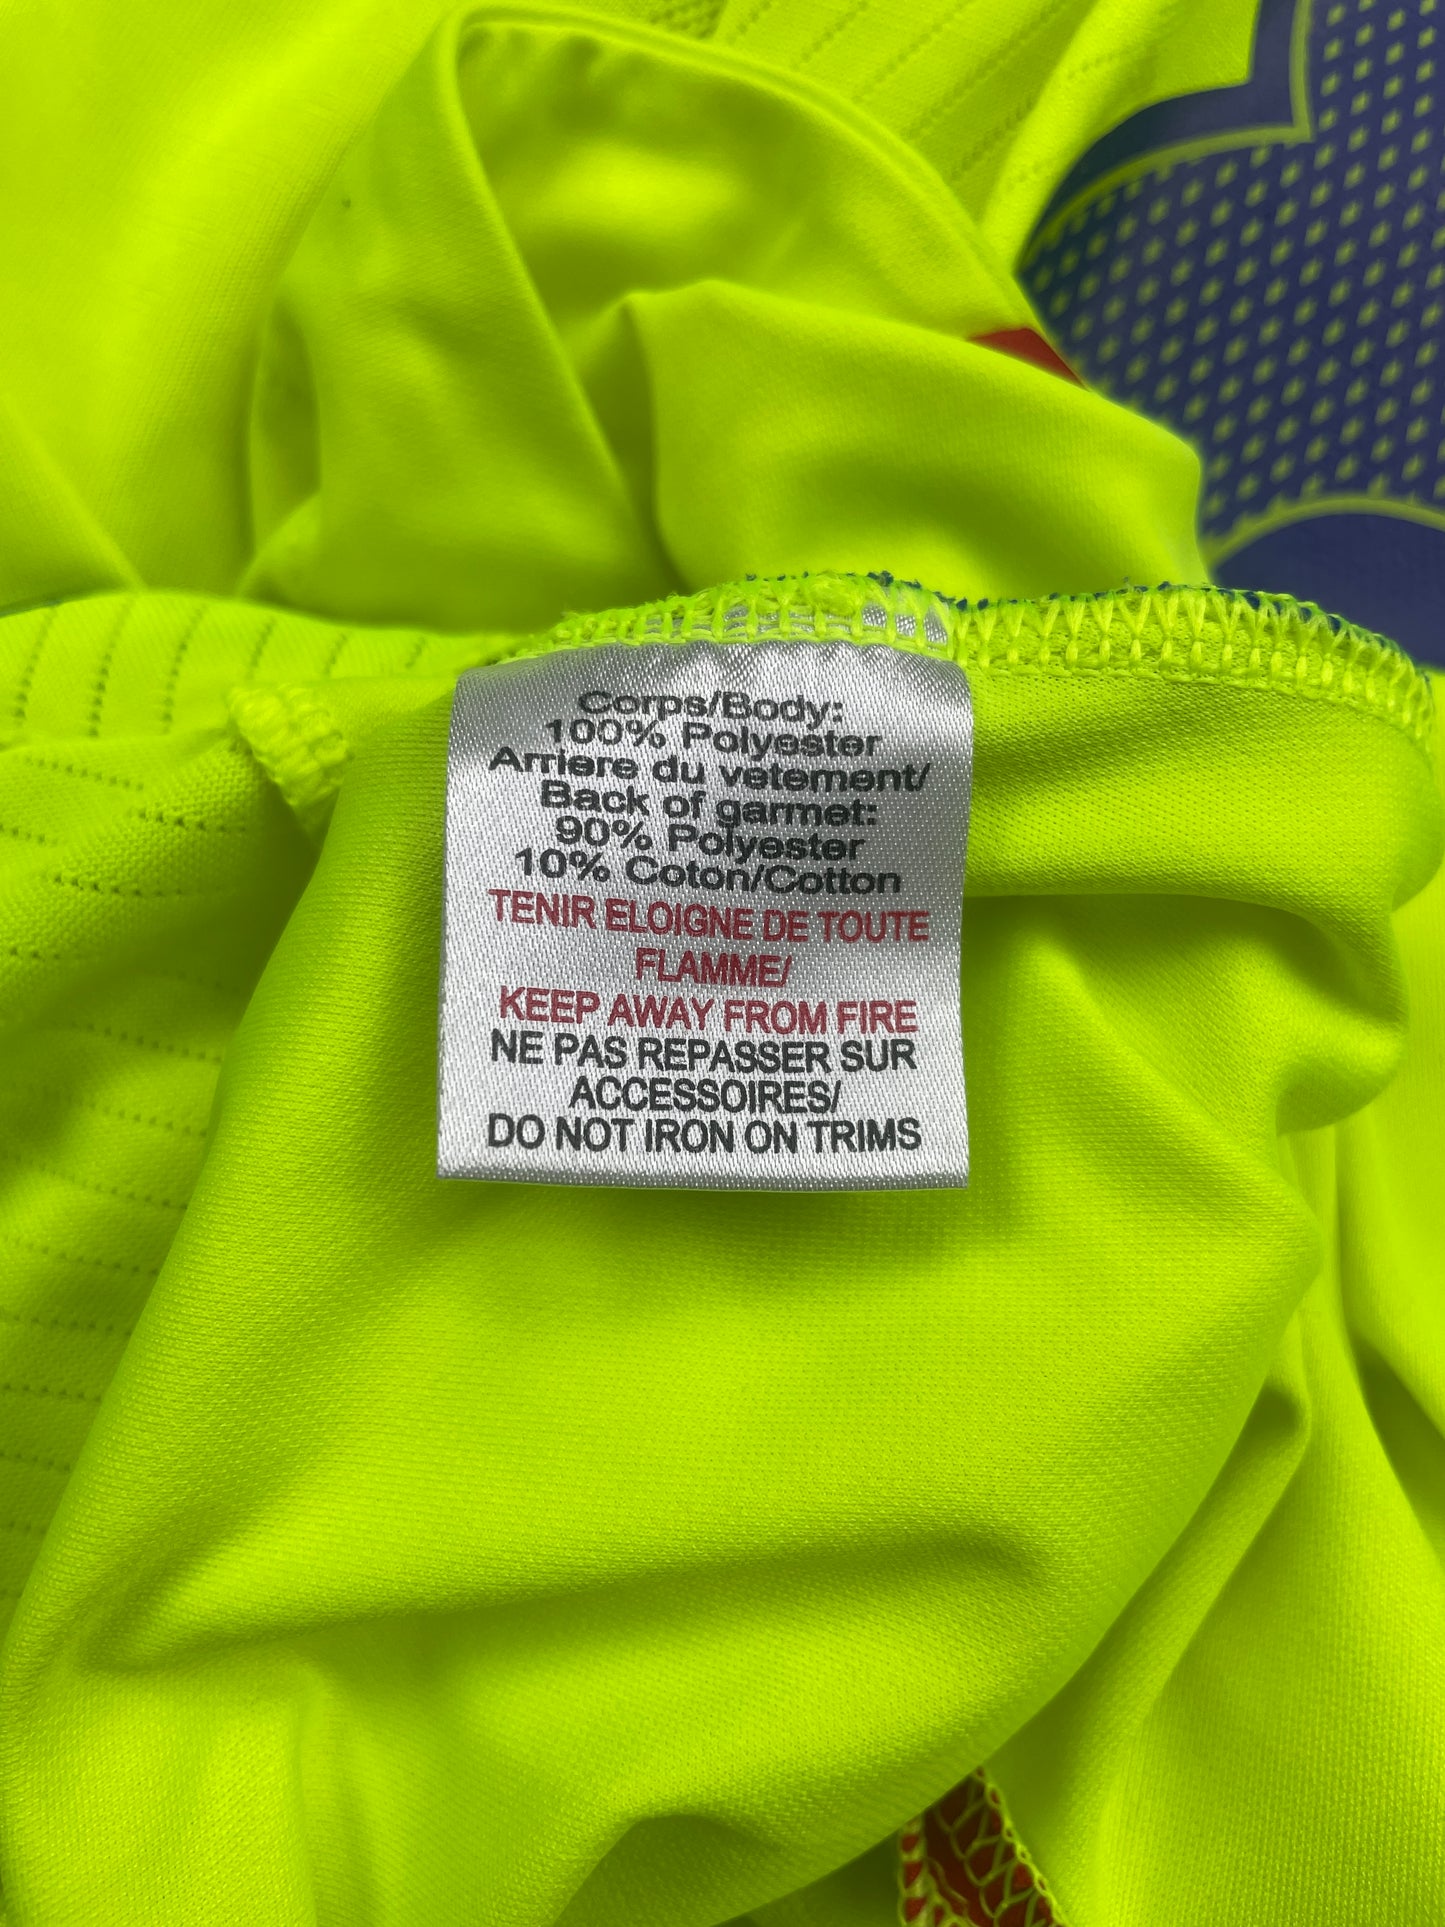 Corps/Body:
100% Polyester
Arriere du vetement/
Back of garmet:
90% Polyester
10% Coton/Cotton
TENIR ELOIGNE DE TOUTE
FLAMME/
KEEP AWAY FROM FIRE
NE PAS REPASSER SUR
ACCESSOIRES/
DO NOT IRON ON TRIMS